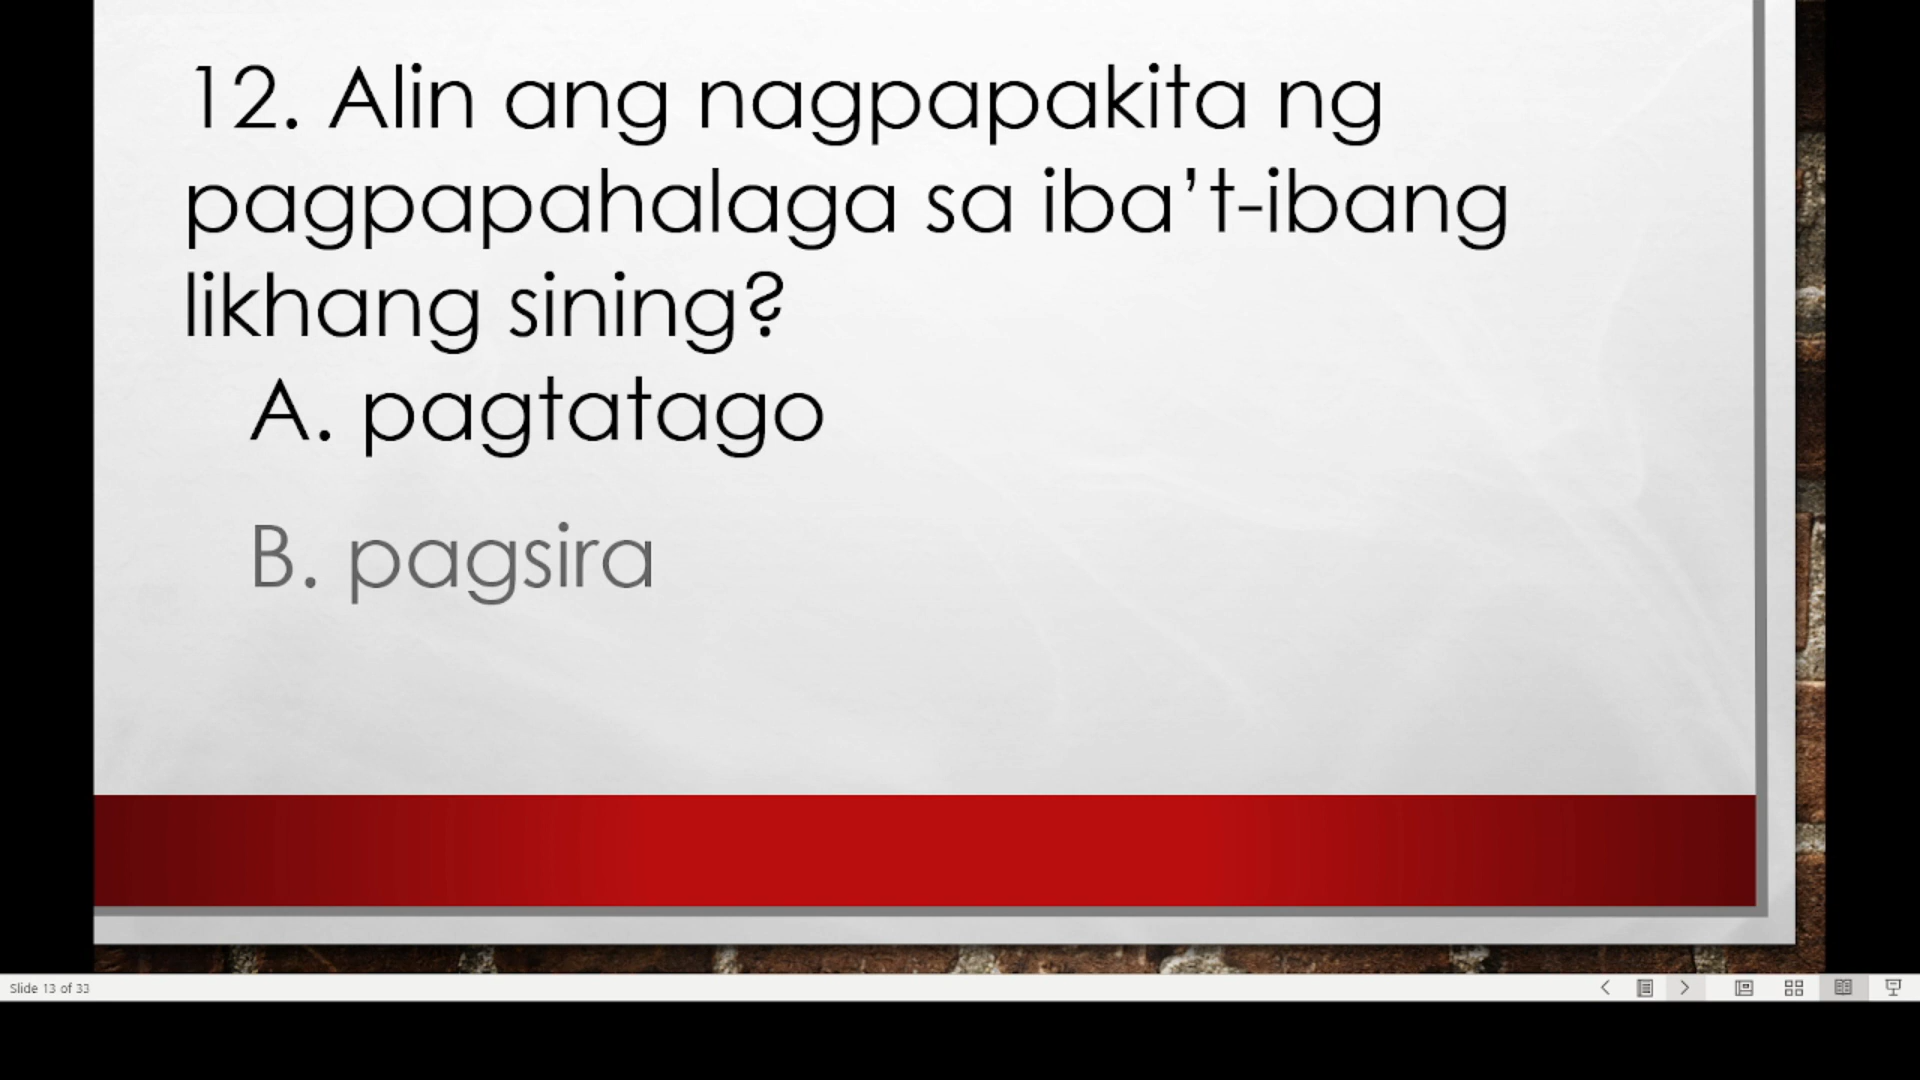 12. Alin ang nagpapakita ng
pagpapahalaga sa iba’t-ibang
likhang sining?
A. pagtatago
B. pagsira
Slide 13 of 33